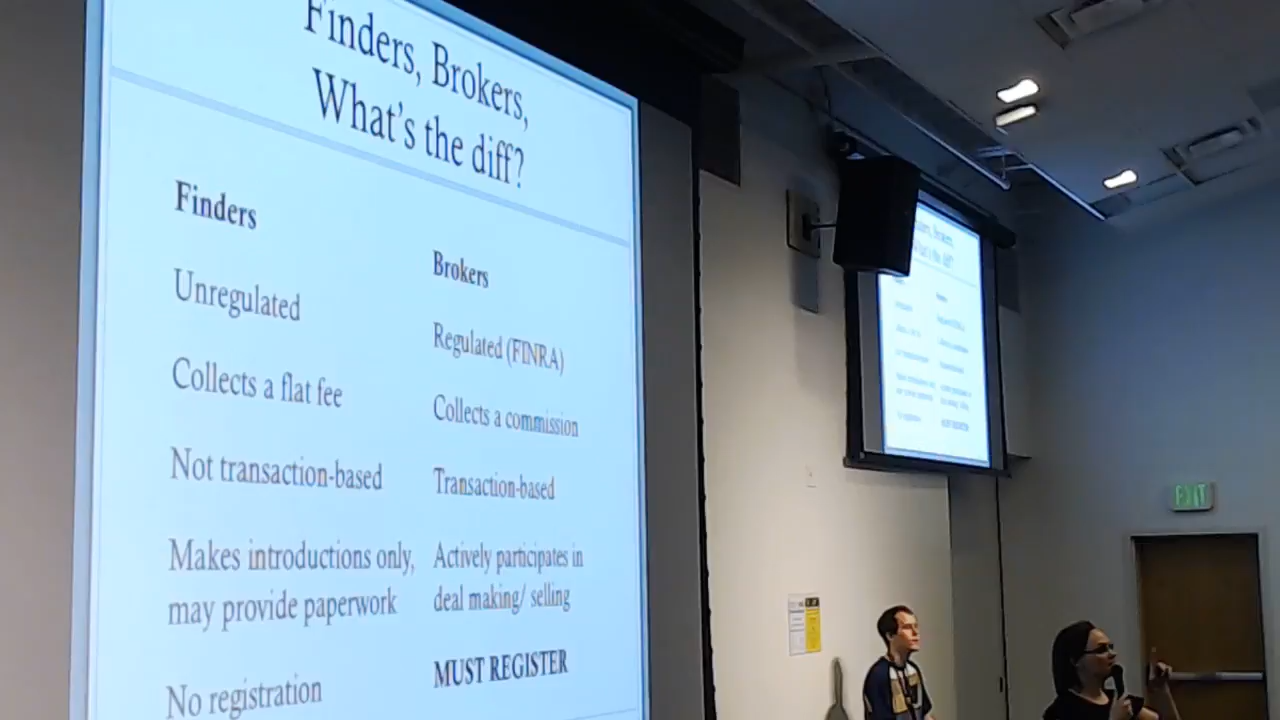 Finders, Brokers,
What's the diff?
Finders
Unregulated
Collects a flat fee
Not transaction-based
Makes introductions only,
may provide paperwork
No registration
Brokers
Regulated (FINRA)
Collects a commission
Transaction-based
Actively participates in
deal making/ selling
MUST REGISTER
EXIT